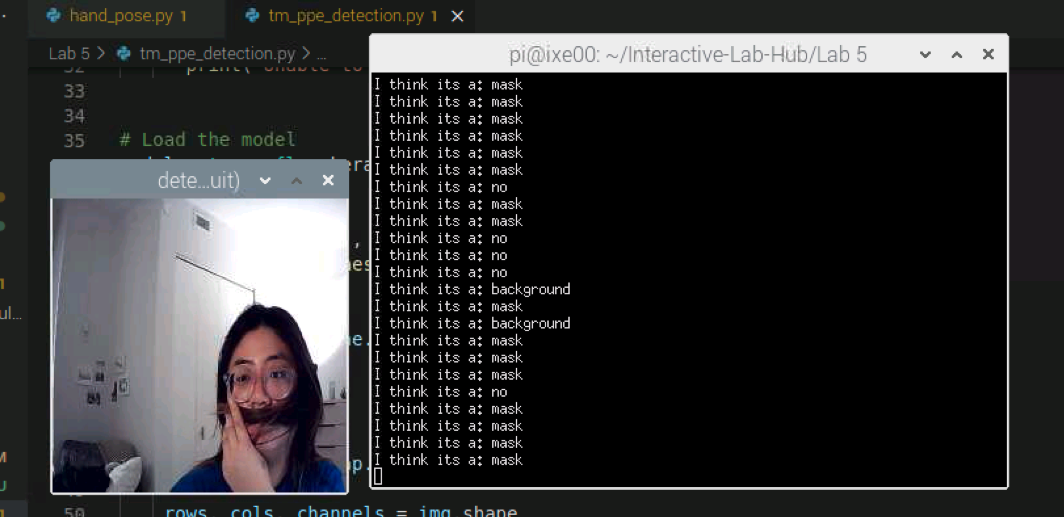 hand_pose.py 1
tm_ppe_detection.py 1
Lab 5 > tm_ppe_detection.py > ...
pi@ixe00: ~/Interactive-Lab-Hub/Lab 5
33
34
35 # Load the model
dete...uit)
I think its a: mask
I think its a: mask
I think its a: mask
I think its a: mask
I think its a: mask
I think its a: mask
I think its a: no
I think its a: mask
I think its a: mask
I think its a: no
I think its a: no
I think its a: no
I think its a: background
I think its a: mask
I think its a: background
I think its a: mask
I think its a: mask
I think its a: mask
I think its a: no
I think its a: mask
I think its a: mask
I think its a: mask
I think its a: mask
50 rows, cols, channels = img.shape